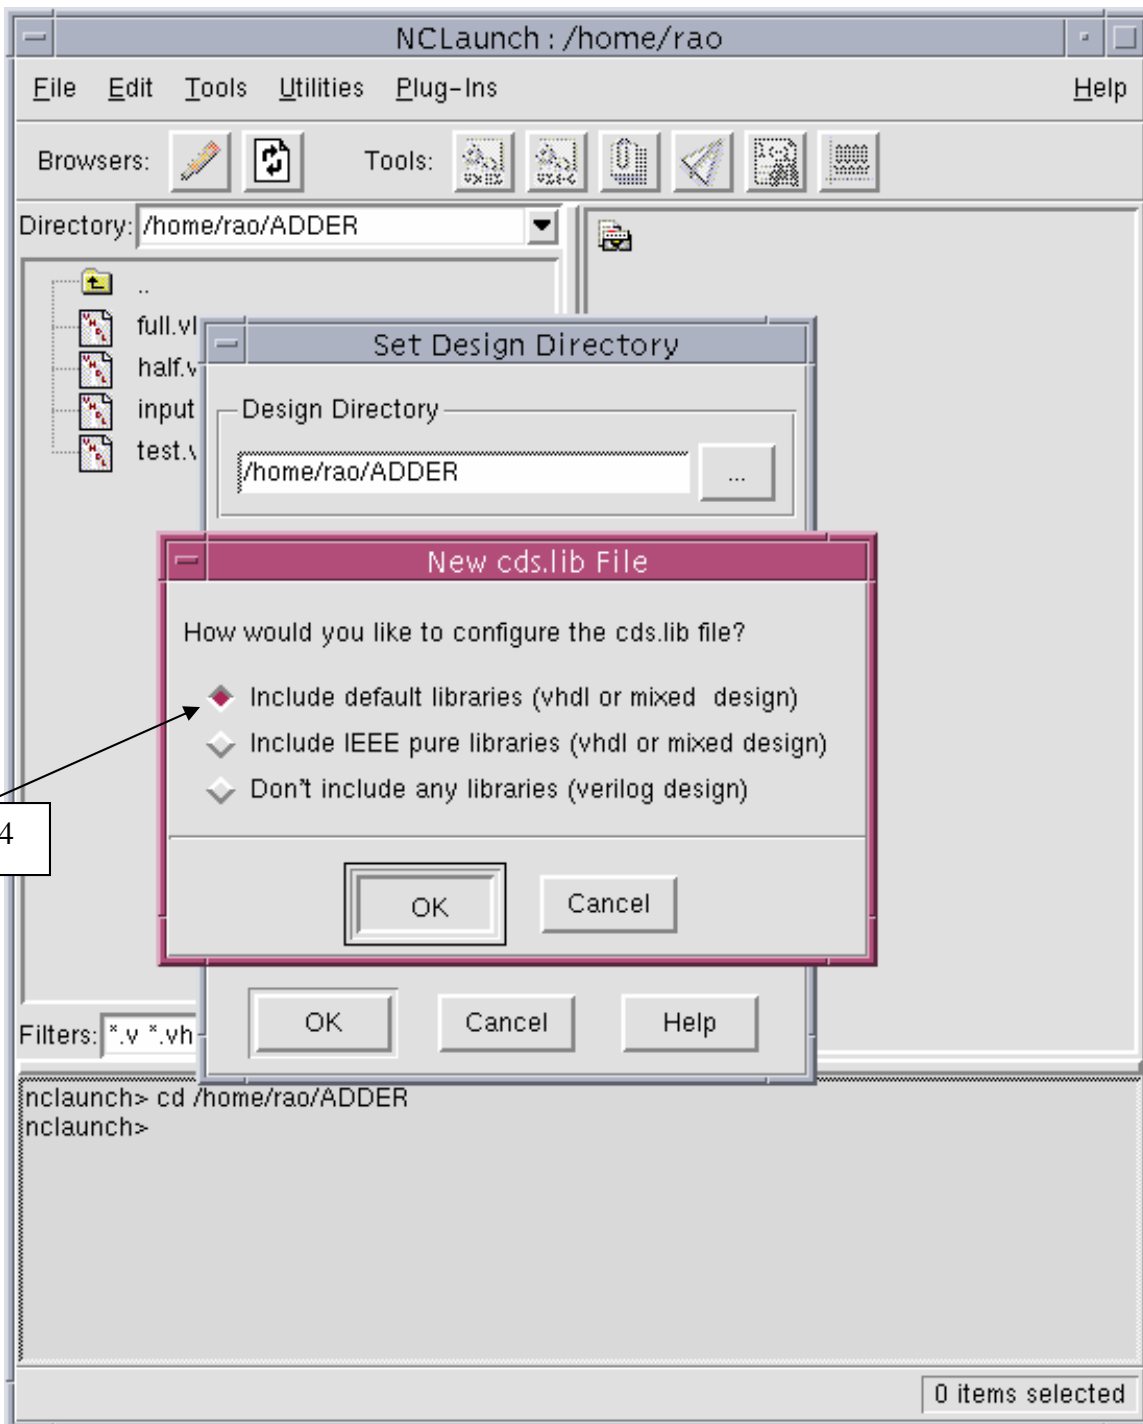 NCLaunch : /home/rao
File Edit Tools Utilities Plug-Ins Help
Browsers: Tools:
Directory: /home/rao/ADDER
..
full.v
half.v
input
test.v
Set Design Directory
Design Directory
/home/rao/ADDER
...
New cds.lib File
How would you like to configure the cds.lib file?
Include default libraries (vhdl or mixed design)
Include IEEE pure libraries (vhdl or mixed design)
Don't include any libraries (verilog design)
4
OK Cancel
OK Cancel Help
Filters: *.v *.vh
nclaunch> cd /home/rao/ADDER
nclaunch>
0 items selected